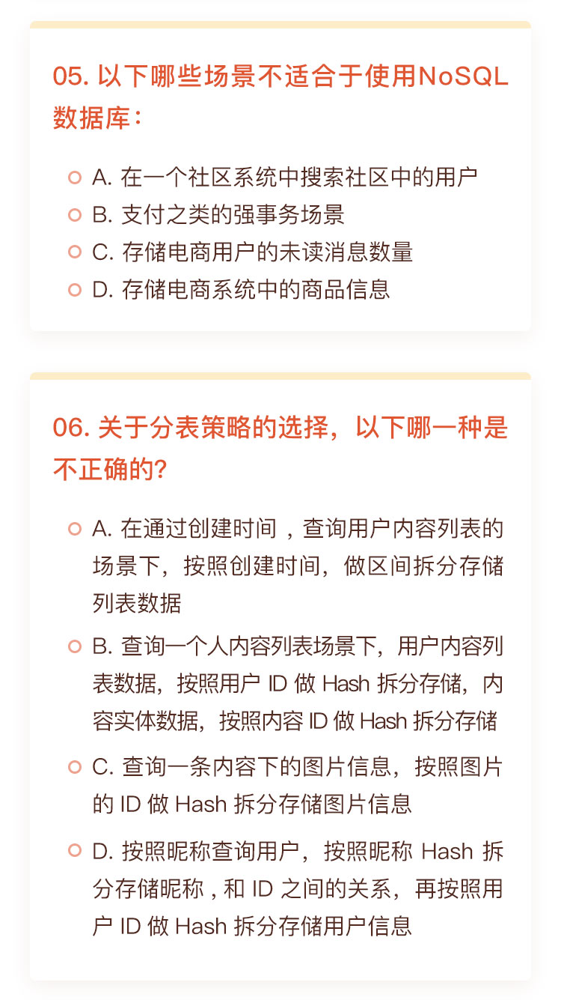 05. 以下哪些场景不适合于使用NoSQL
数据库：
A. 在一个社区系统中搜索社区中的用户
B. 支付之类的强事务场景
C. 存储电商用户的未读消息数量
D. 存储电商系统中的商品信息
06. 关于分表策略的选择，以下哪一种是
不正确的?
A. 在通过创建时间 , 查询用户内容列表的
场景下，按照创建时间，做区间拆分存储
列表数据
B. 查询一个人内容列表场景下，用户内容列
表数据，按照用户 ID 做 Hash 拆分存储，内
容实体数据，按照内容 ID 做 Hash 拆分存储
C. 查询一条内容下的图片信息，按照图片
的 ID 做 Hash 拆分存储图片信息
D. 按照昵称查询用户，按照昵称 Hash 拆
分存储昵称 , 和 ID 之间的关系，再按照用
户 ID 做 Hash 拆分存储用户信息